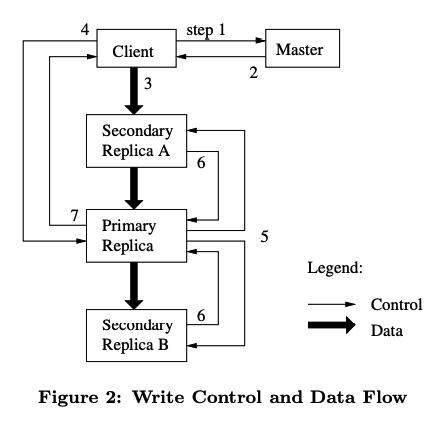 4
step 1
Client
Master
2
3
Secondary
Replica A
6
7
Primary
Replica
5
Legend:
Control
6
Secondary
Replica B
Data
Figure 2: Write Control and Data Flow